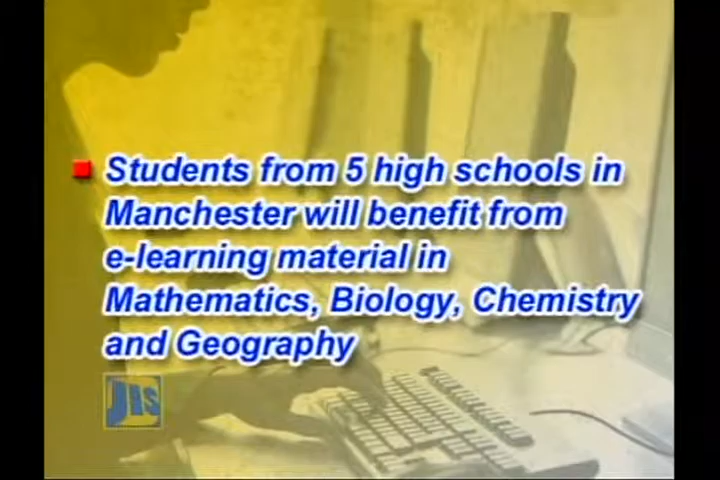 Students from 5 high schools in
Manchester will benefit from
e-learning material in
Mathematics, Biology, Chemistry
and Geography
JIS